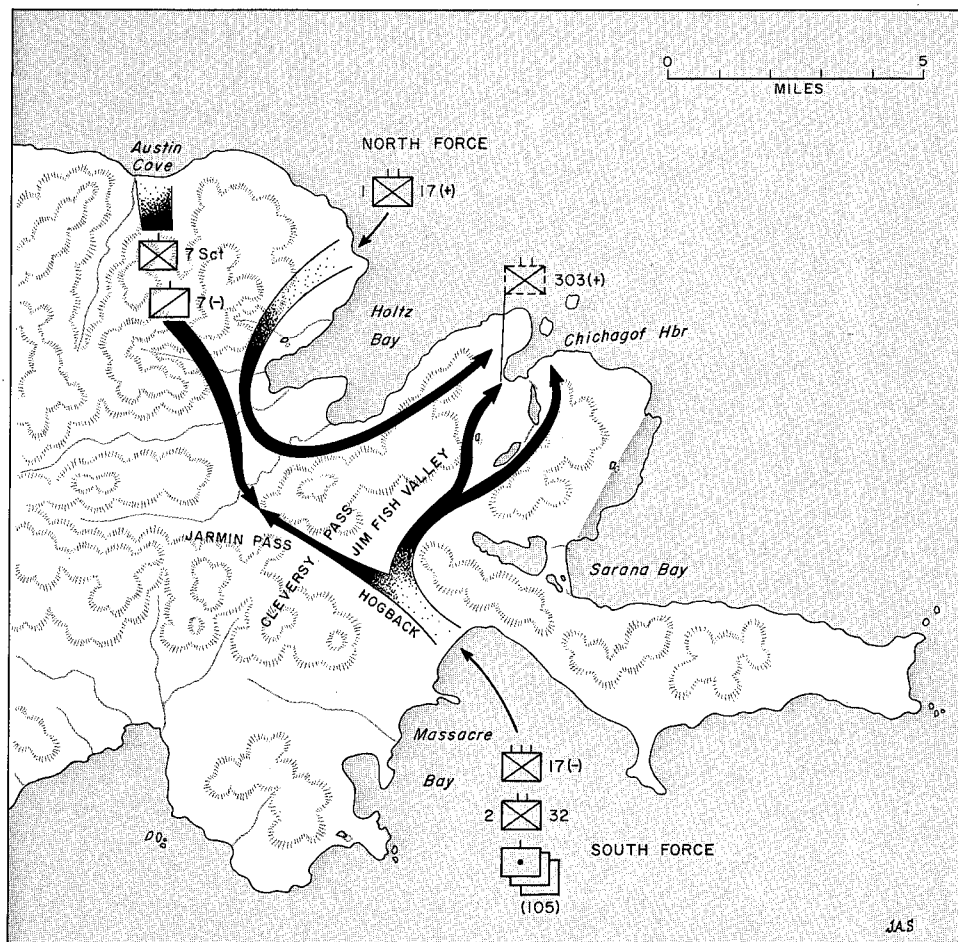 0 5
MILES
Austin
Cove
NORTH FORCE
1 17(+)
7 Sct
7(-)
303(+)
Holtz
Bay
Chichagof Hbr
JIM FISH VALLEY
CLEVERSY PASS
JARMIN PASS
HOGBACK
Sarana Bay
Massacre
Bay
17(-)
2 32
SOUTH FORCE
(105)
J.A.S